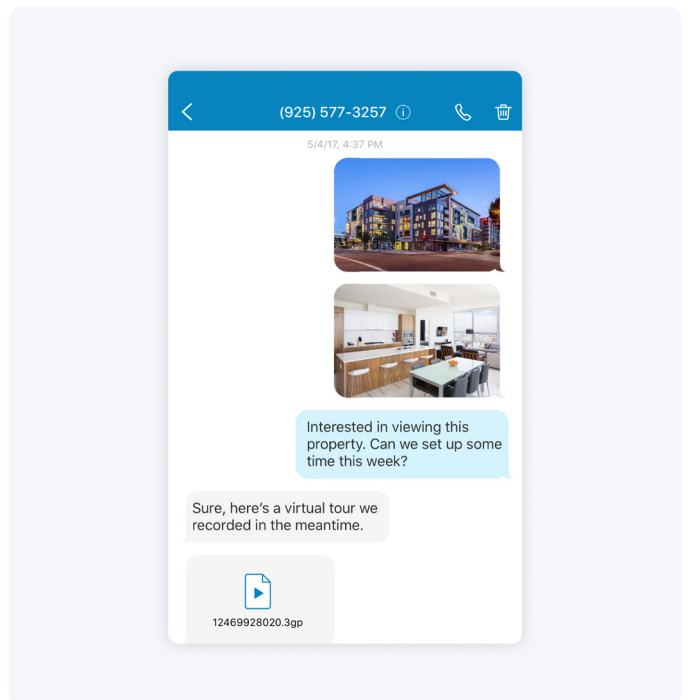 (925) 577-3257
5/4/17, 4:37 PM
Interested in viewing this
property. Can we set up some
time this week?
Sure, here’s a virtual tour we
recorded in the meantime.
12469928020.3gp